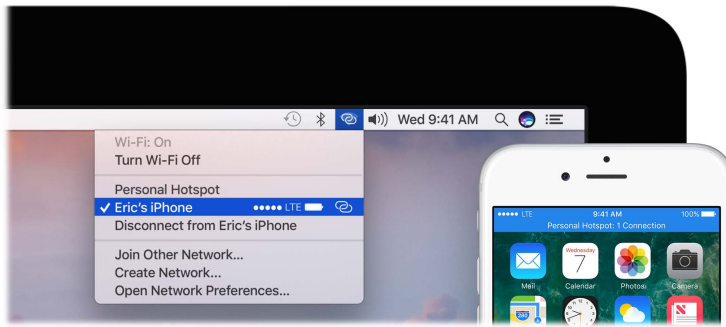 Wed 9:41 AM
Wi-Fi: On
Turn Wi-Fi Off
Personal Hotspot
✓ Eric's iPhone LTE
Disconnect from Eric's iPhone
Join Other Network...
Create Network...
Open Network Preferences...
LTE 9:41 AM 100%
Personal Hotspot: 1 Connection
Wednesday
7
Mail Calendar Photos Camera
280